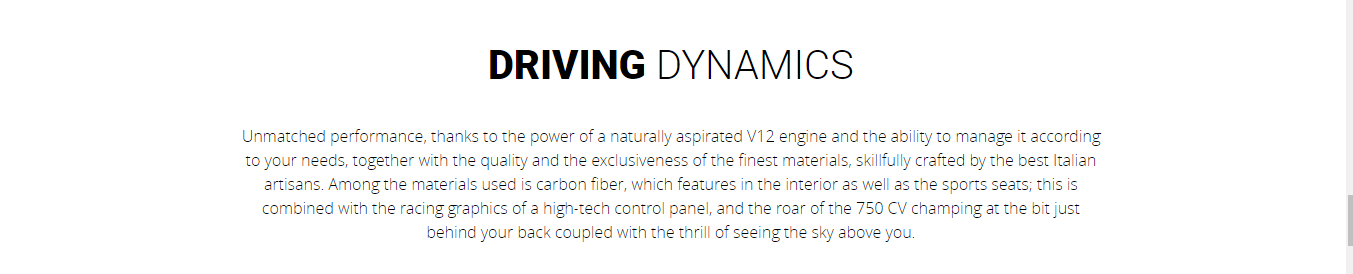 DRIVING DYNAMICS
Unmatched performance, thanks to the power of a naturally aspirated V12 engine and the ability to manage it according
to your needs, together with the quality and the exclusiveness of the finest materials, skillfully crafted by the best Italian
artisans. Among the materials used is carbon fiber, which features in the interior as well as the sports seats; this is
combined with the racing graphics of a high-tech control panel, and the roar of the 750 CV champing at the bit just
behind your back coupled with the thrill of seeing the sky above you.